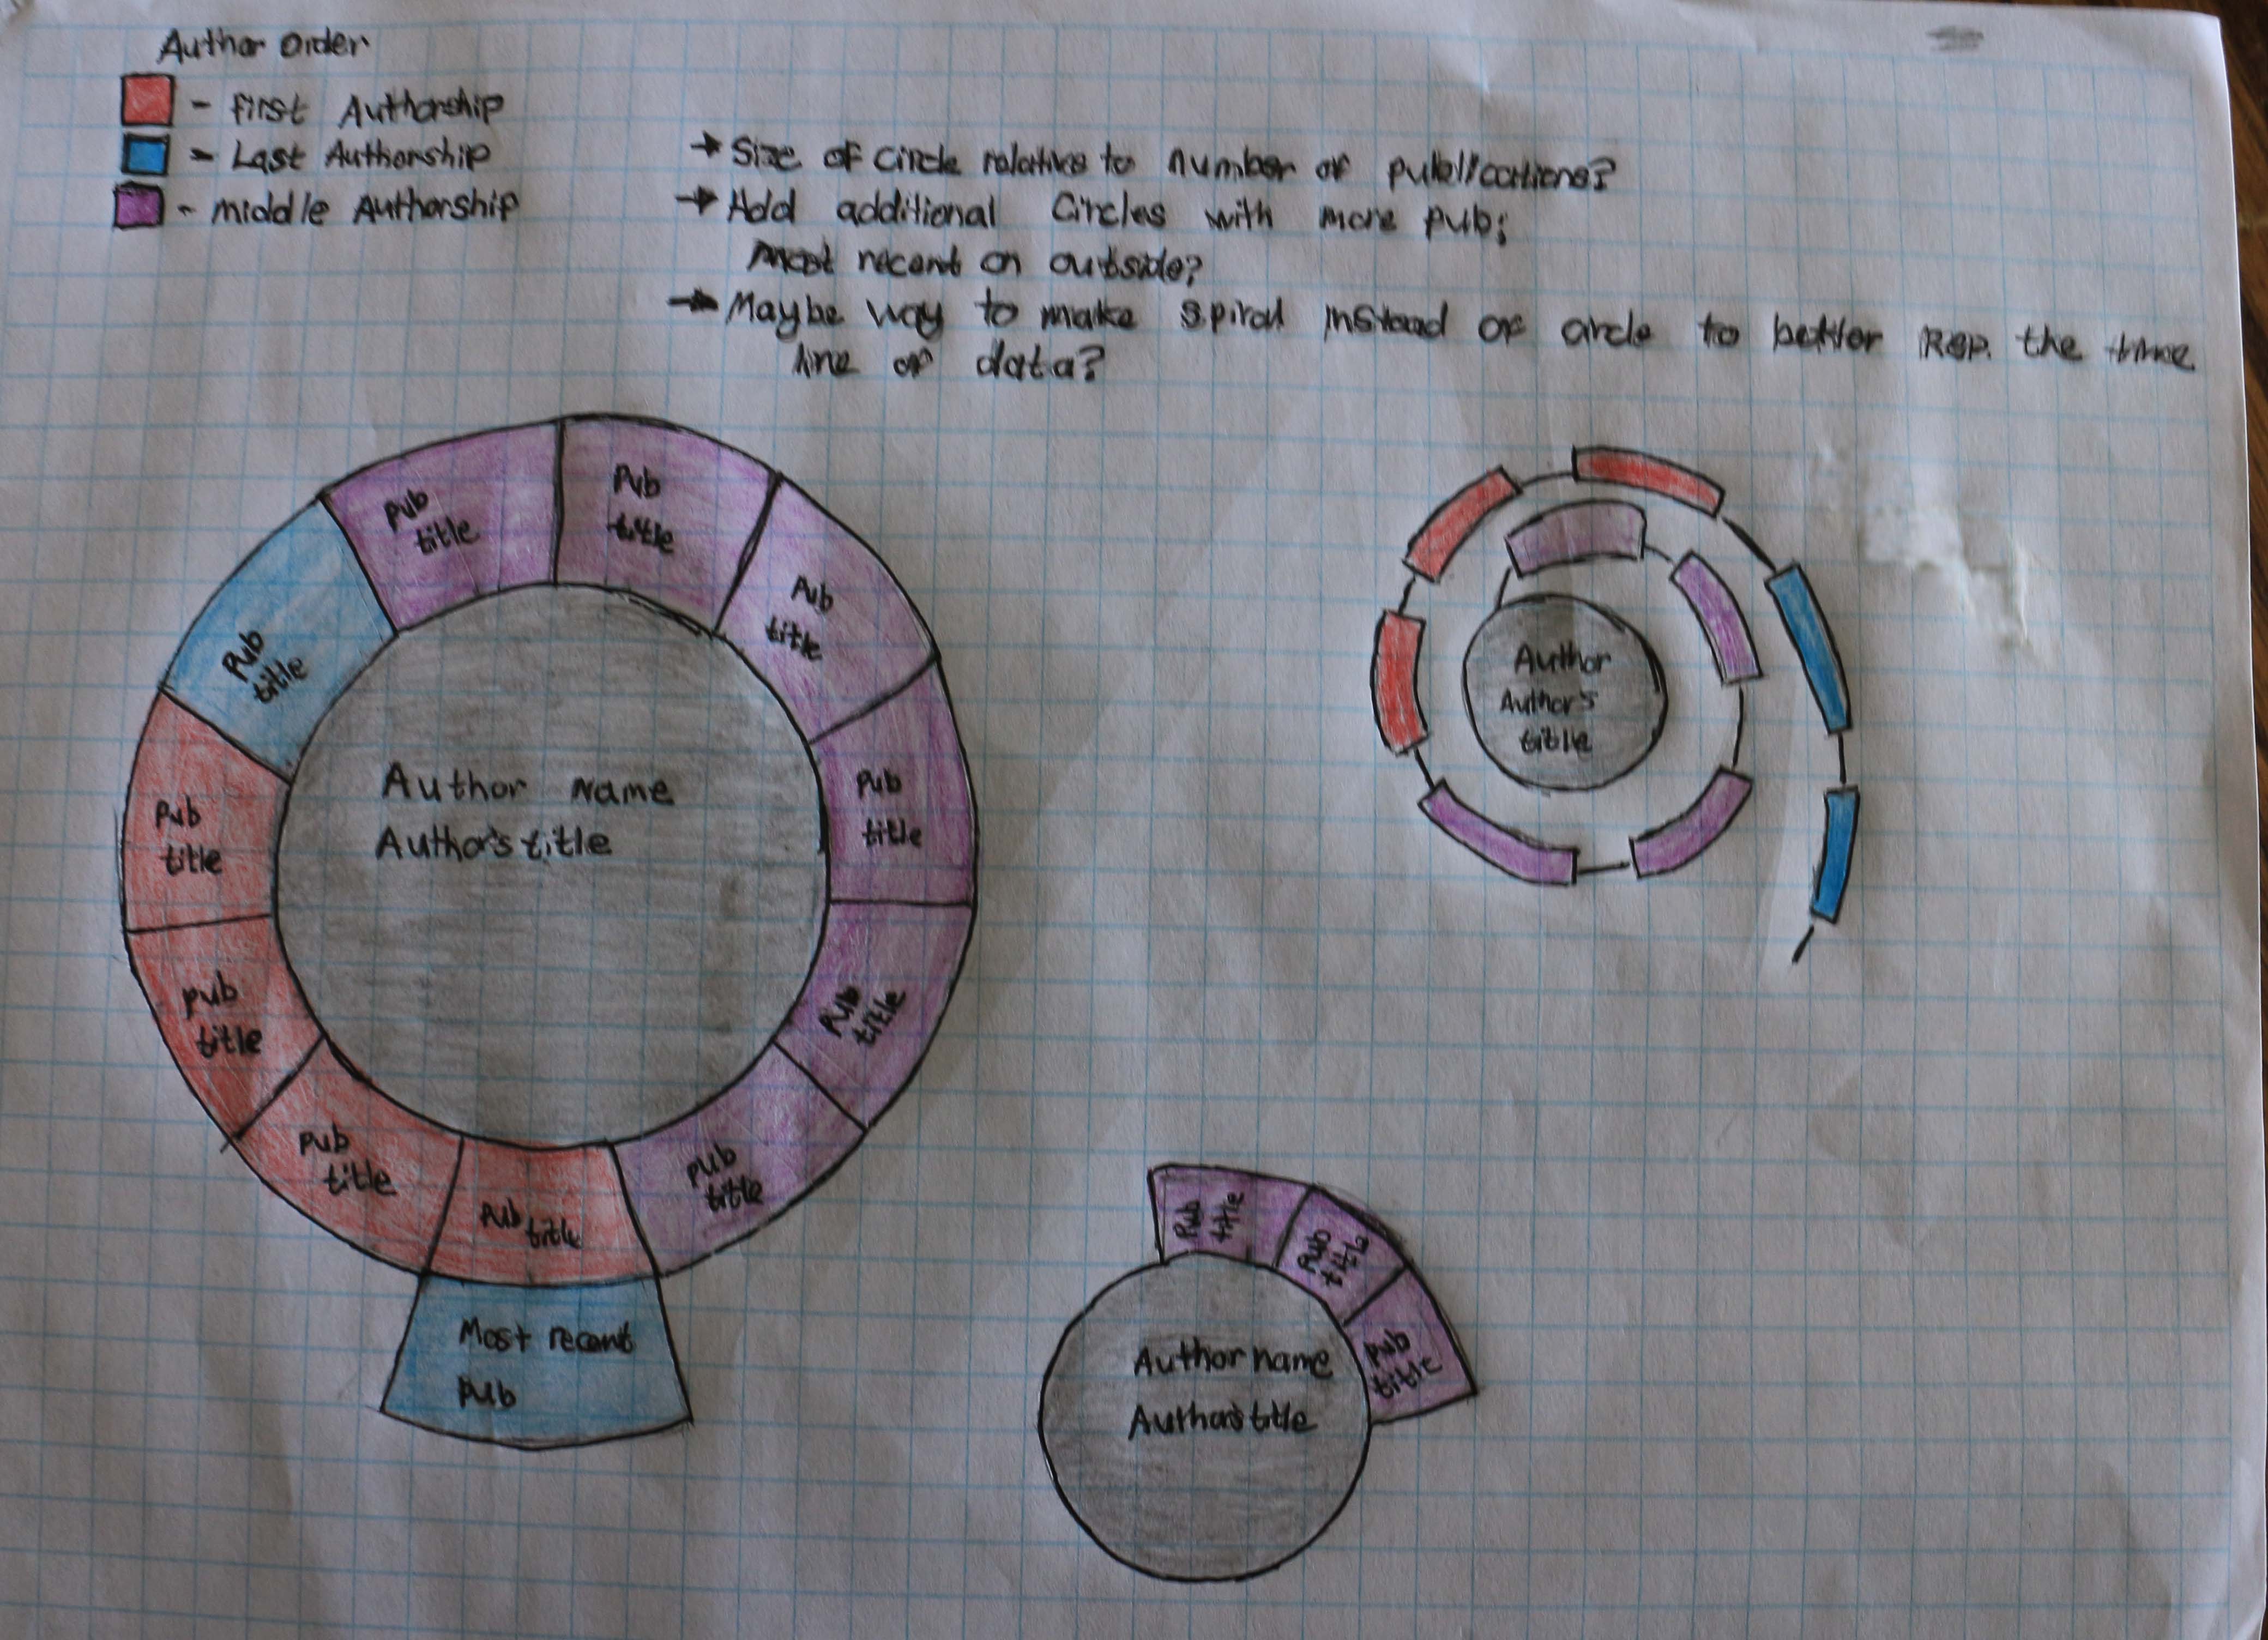 Author Order
- first Authorship
- Last Authorship
- middle Authorship
→ Size of circle relative to number of publications?
→ Add additional Circles with more pub;
most recent on outside?
→ Maybe way to make spiral instead of circle to better Rep. the time
line of data?
Pub
title
Pub
title
Pub
title
Pub
title
Pub
title
Pub
title
Pub
title
Pub
title
Pub
title
Pub
title
pub
title
Most recent
pub
Author Name
Author's title
Author
Author's
title
Pub
title
Pub
title
Pub
title
Author name
Author's title